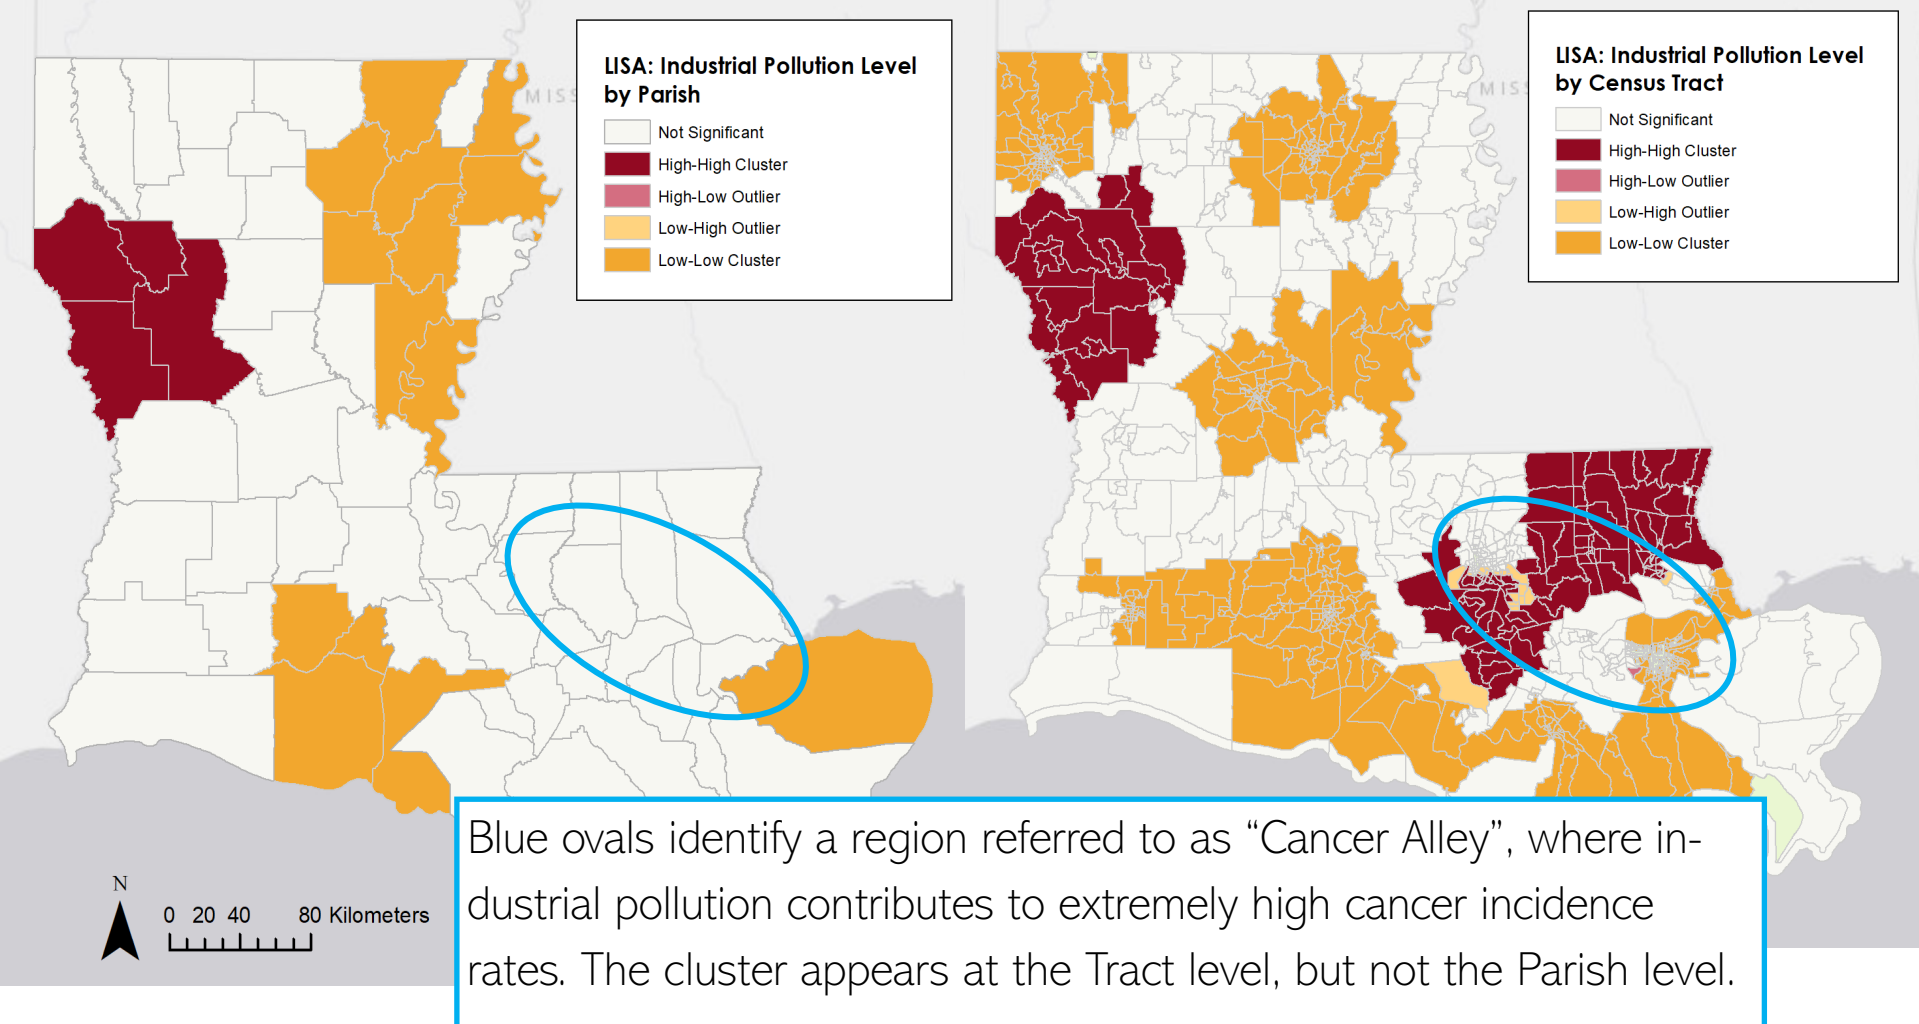 LISA: Industrial Pollution Level
by Parish
Not Significant
High-High Cluster
High-Low Outlier
Low-High Outlier
Low-Low Cluster
MISS
LISA: Industrial Pollution Level
by Census Tract
Not Significant
High-High Cluster
High-Low Outlier
Low-High Outlier
Low-Low Cluster
MISS
N
0 20 40 80 Kilometers
Blue ovals identify a region referred to as “Cancer Alley”, where in-
dustrial pollution contributes to extremely high cancer incidence
rates. The cluster appears at the Tract level, but not the Parish level.